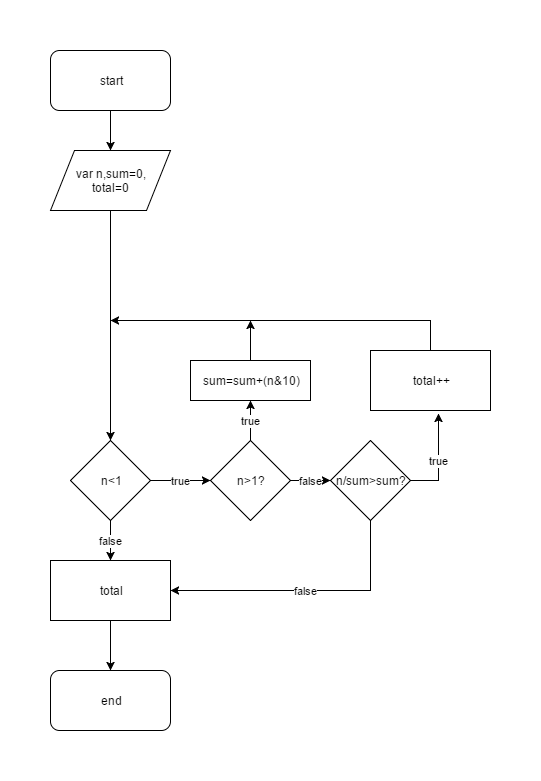 start
var n,sum=0,
total=0
sum=sum+(n&10)
total++
true
true
n<1
true
n>1?
false
n/sum>sum?
false
total
false
end